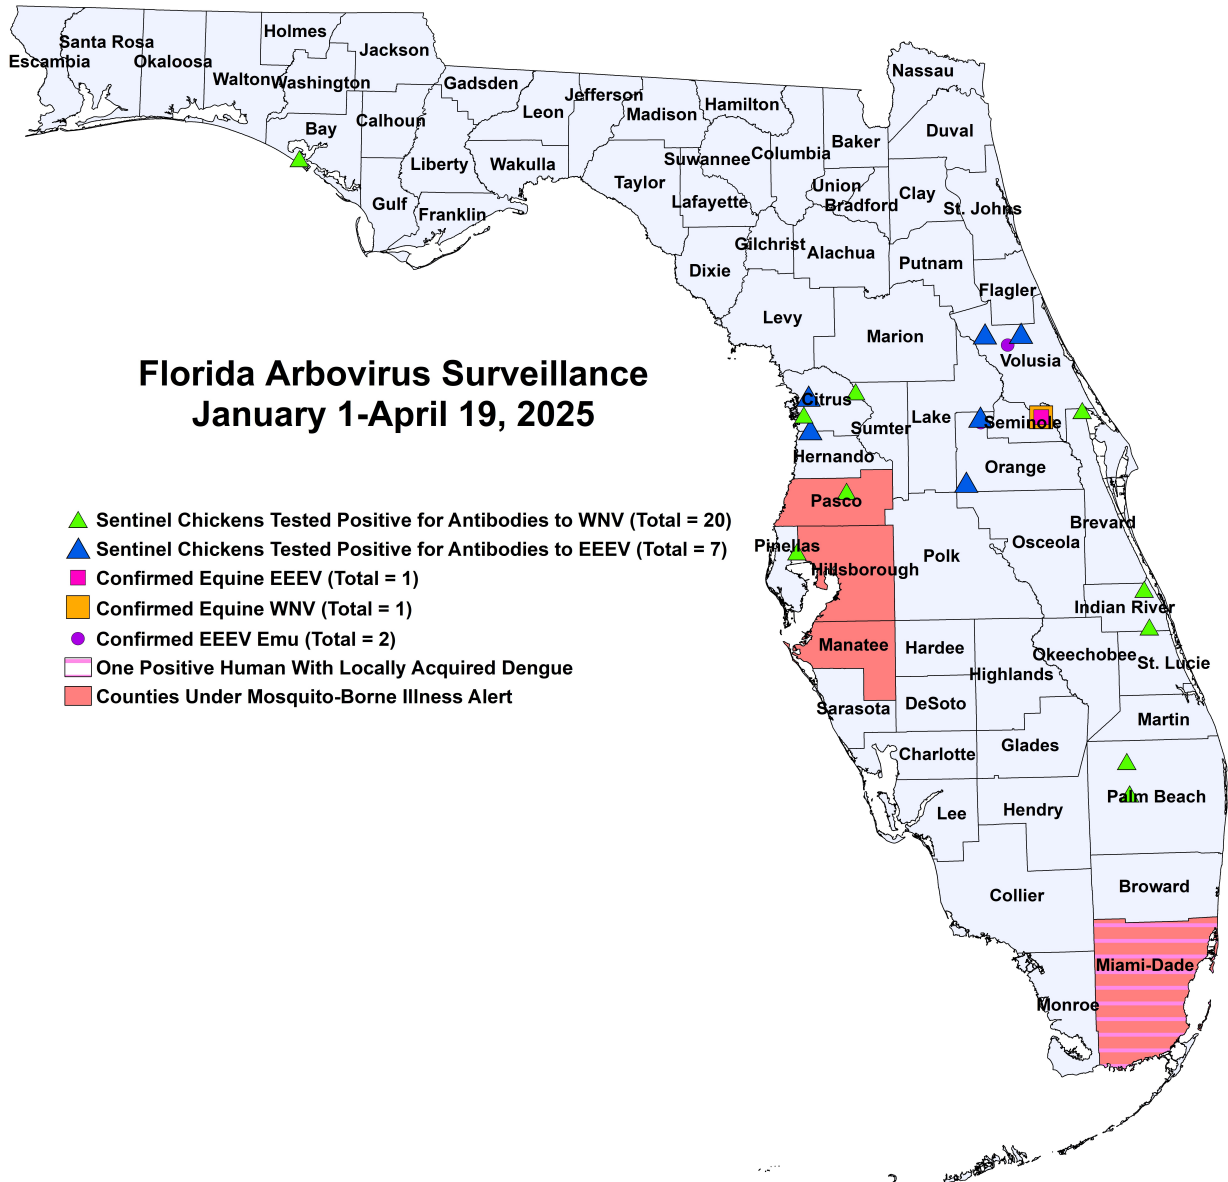 Holmes
Santa Rosa
Jackson
Escambia
Okaloosa
Nassau
Walton
Washington
Gadsden
Jefferson
Hamilton
Leon
Madison
Calhoun
Bay
Duval
Baker
Suwannee
Columbia
Liberty
Wakulla
Taylor
Union
Clay
Lafayette
Bradford
Gulf
St. Johns
Franklin
Gilchrist
Alachua
Putnam
Dixie
Flagler
Levy
Marion
Volusia
Florida Arbovirus Surveillance
January 1-April 19, 2025
Citrus
Lake
Seminole
Sumter
Hernando
Orange
Pasco
Sentinel Chickens Tested Positive for Antibodies to WNV (Total = 20)
Brevard
Osceola
Pinellas
Sentinel Chickens Tested Positive for Antibodies to EEEV (Total = 7)
Polk
Hillsborough
Confirmed Equine EEEV (Total = 1)
Indian River
Confirmed Equine WNV (Total = 1)
Confirmed EEEV Emu (Total = 2)
Manatee
Hardee
Okeechobee
St. Lucie
One Positive Human With Locally Acquired Dengue
Highlands
Counties Under Mosquito-Borne Illness Alert
DeSoto
Sarasota
Martin
Glades
Charlotte
Palm Beach
Hendry
Lee
Broward
Collier
Miami-Dade
Monroe